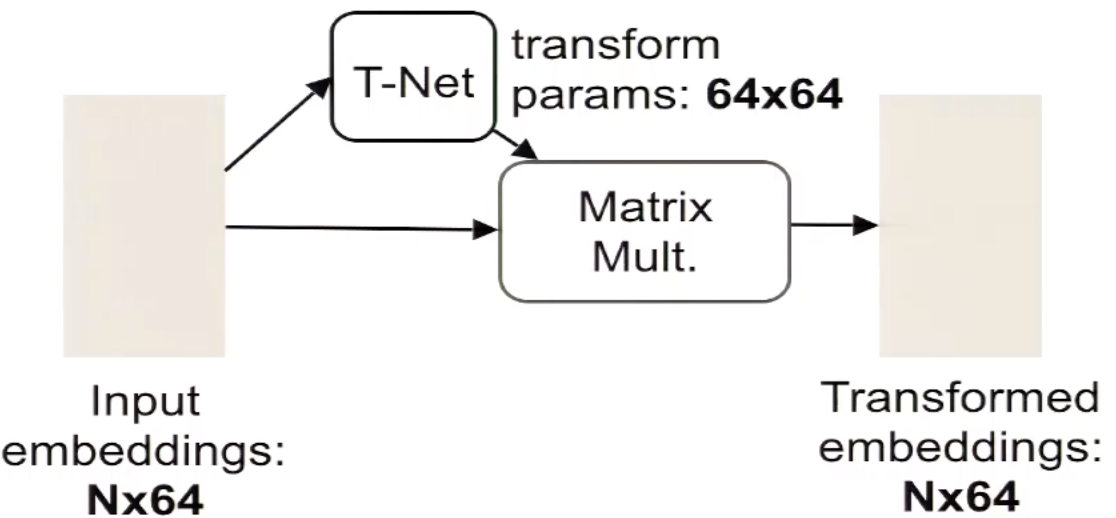 T-Net
transform
params: 64x64
Matrix
Mult.
Input
embeddings:
Nx64
Transformed
embeddings:
Nx64